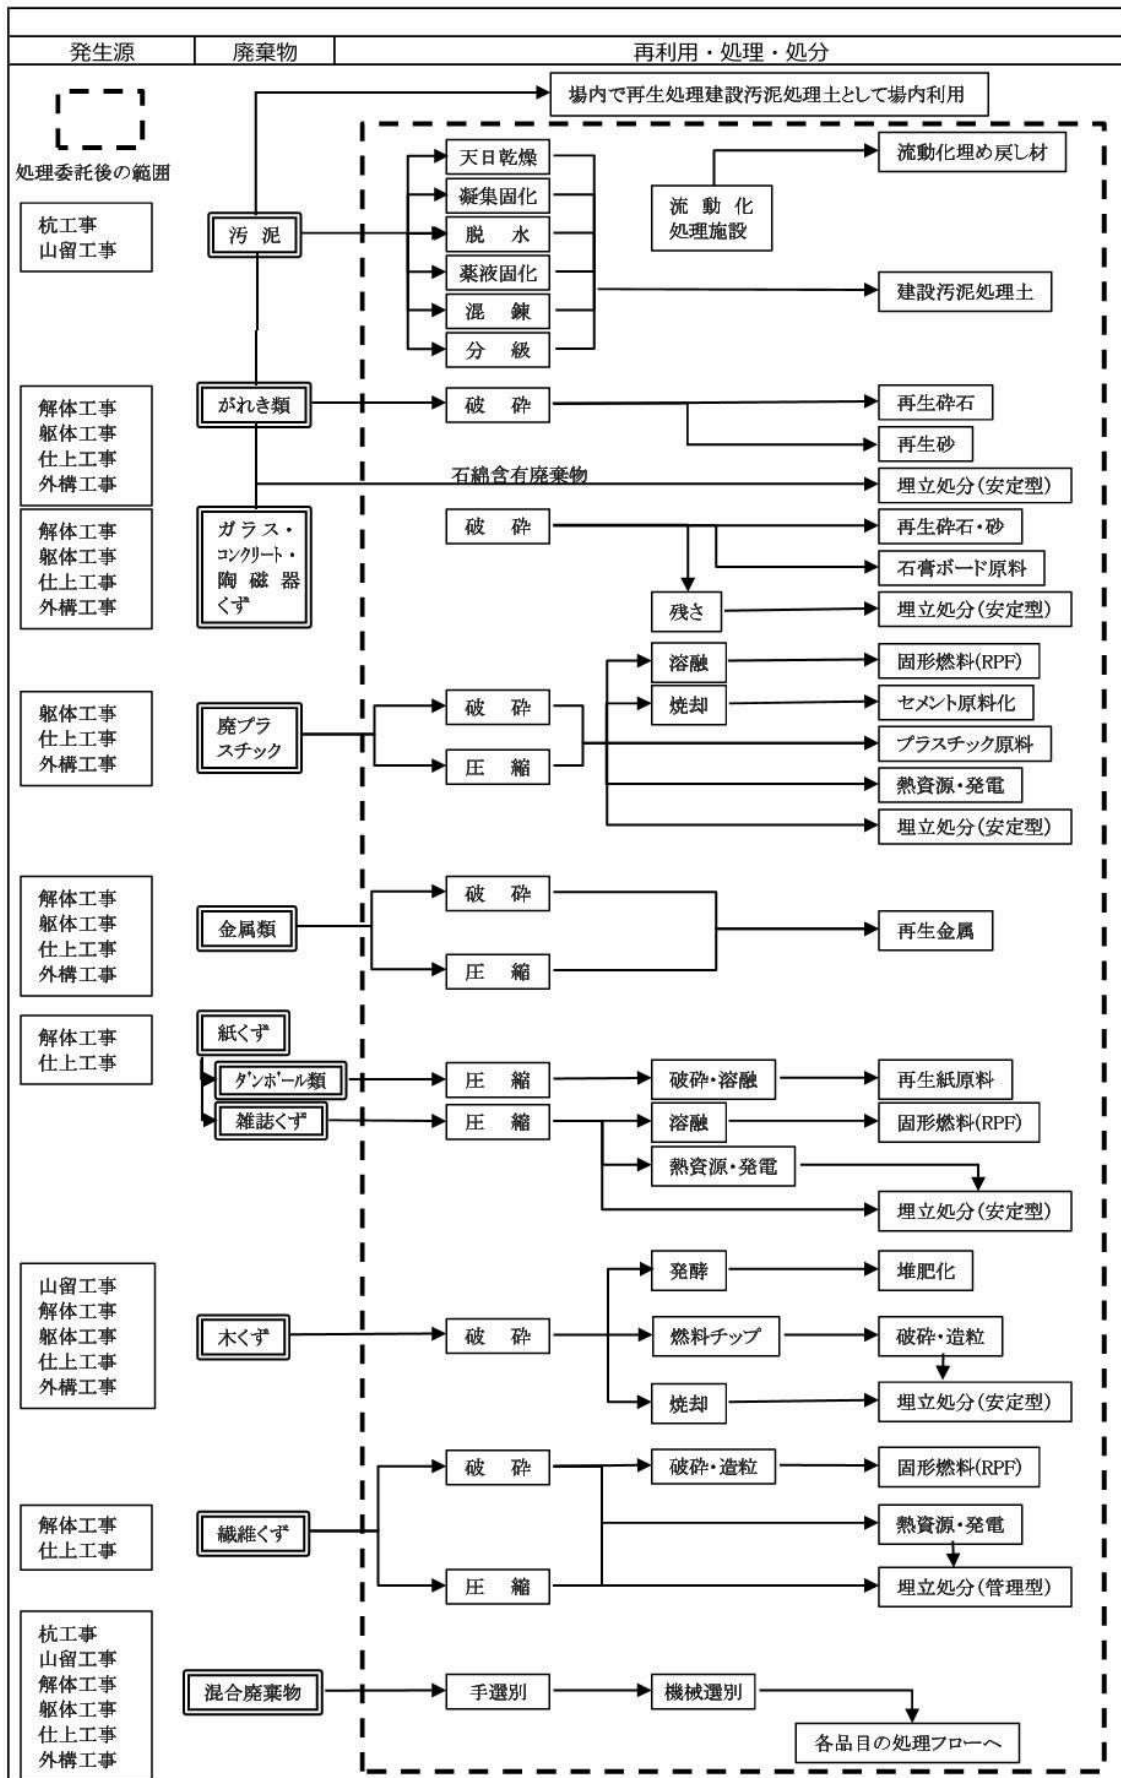 発生源
廃棄物
再利用・処理・処分
処理委託後の範囲
場内で再生処理建設汚泥処理土として場内利用
杭工事
山留工事
汚泥
天日乾燥
凝集固化
脱水
薬液固化
混錬
分級
流動化
処理施設
流動化埋め戻し材
建設汚泥処理土
解体工事
躯体工事
仕上工事
外構工事
がれき類
破砕
再生砕石
再生砂
石綿含有廃棄物
埋立処分(安定型)
解体工事
躯体工事
仕上工事
外構工事
ガラス・
コンクリート・
陶磁器
くず
破砕
再生砕石・砂
石膏ボード原料
残さ
埋立処分(安定型)
躯体工事
仕上工事
外構工事
廃プラ
スチック
破砕
圧縮
溶融
固形燃料(RPF)
焼却
セメント原料化
プラスチック原料
熱資源・発電
埋立処分(安定型)
解体工事
躯体工事
仕上工事
外構工事
金属類
破砕
圧縮
再生金属
解体工事
仕上工事
紙くず
ダンボール類
圧縮
破砕・溶融
再生紙原料
雑誌くず
圧縮
溶融
固形燃料(RPF)
熱資源・発電
埋立処分(安定型)
山留工事
解体工事
躯体工事
仕上工事
外構工事
木くず
破砕
発酵
堆肥化
燃料チップ
破砕・造粒
焼却
埋立処分(安定型)
解体工事
仕上工事
繊維くず
破砕
破砕・造粒
固形燃料(RPF)
熱資源・発電
圧縮
埋立処分(管理型)
杭工事
山留工事
解体工事
躯体工事
仕上工事
外構工事
混合廃棄物
手選別
機械選別
各品目の処理フローへ